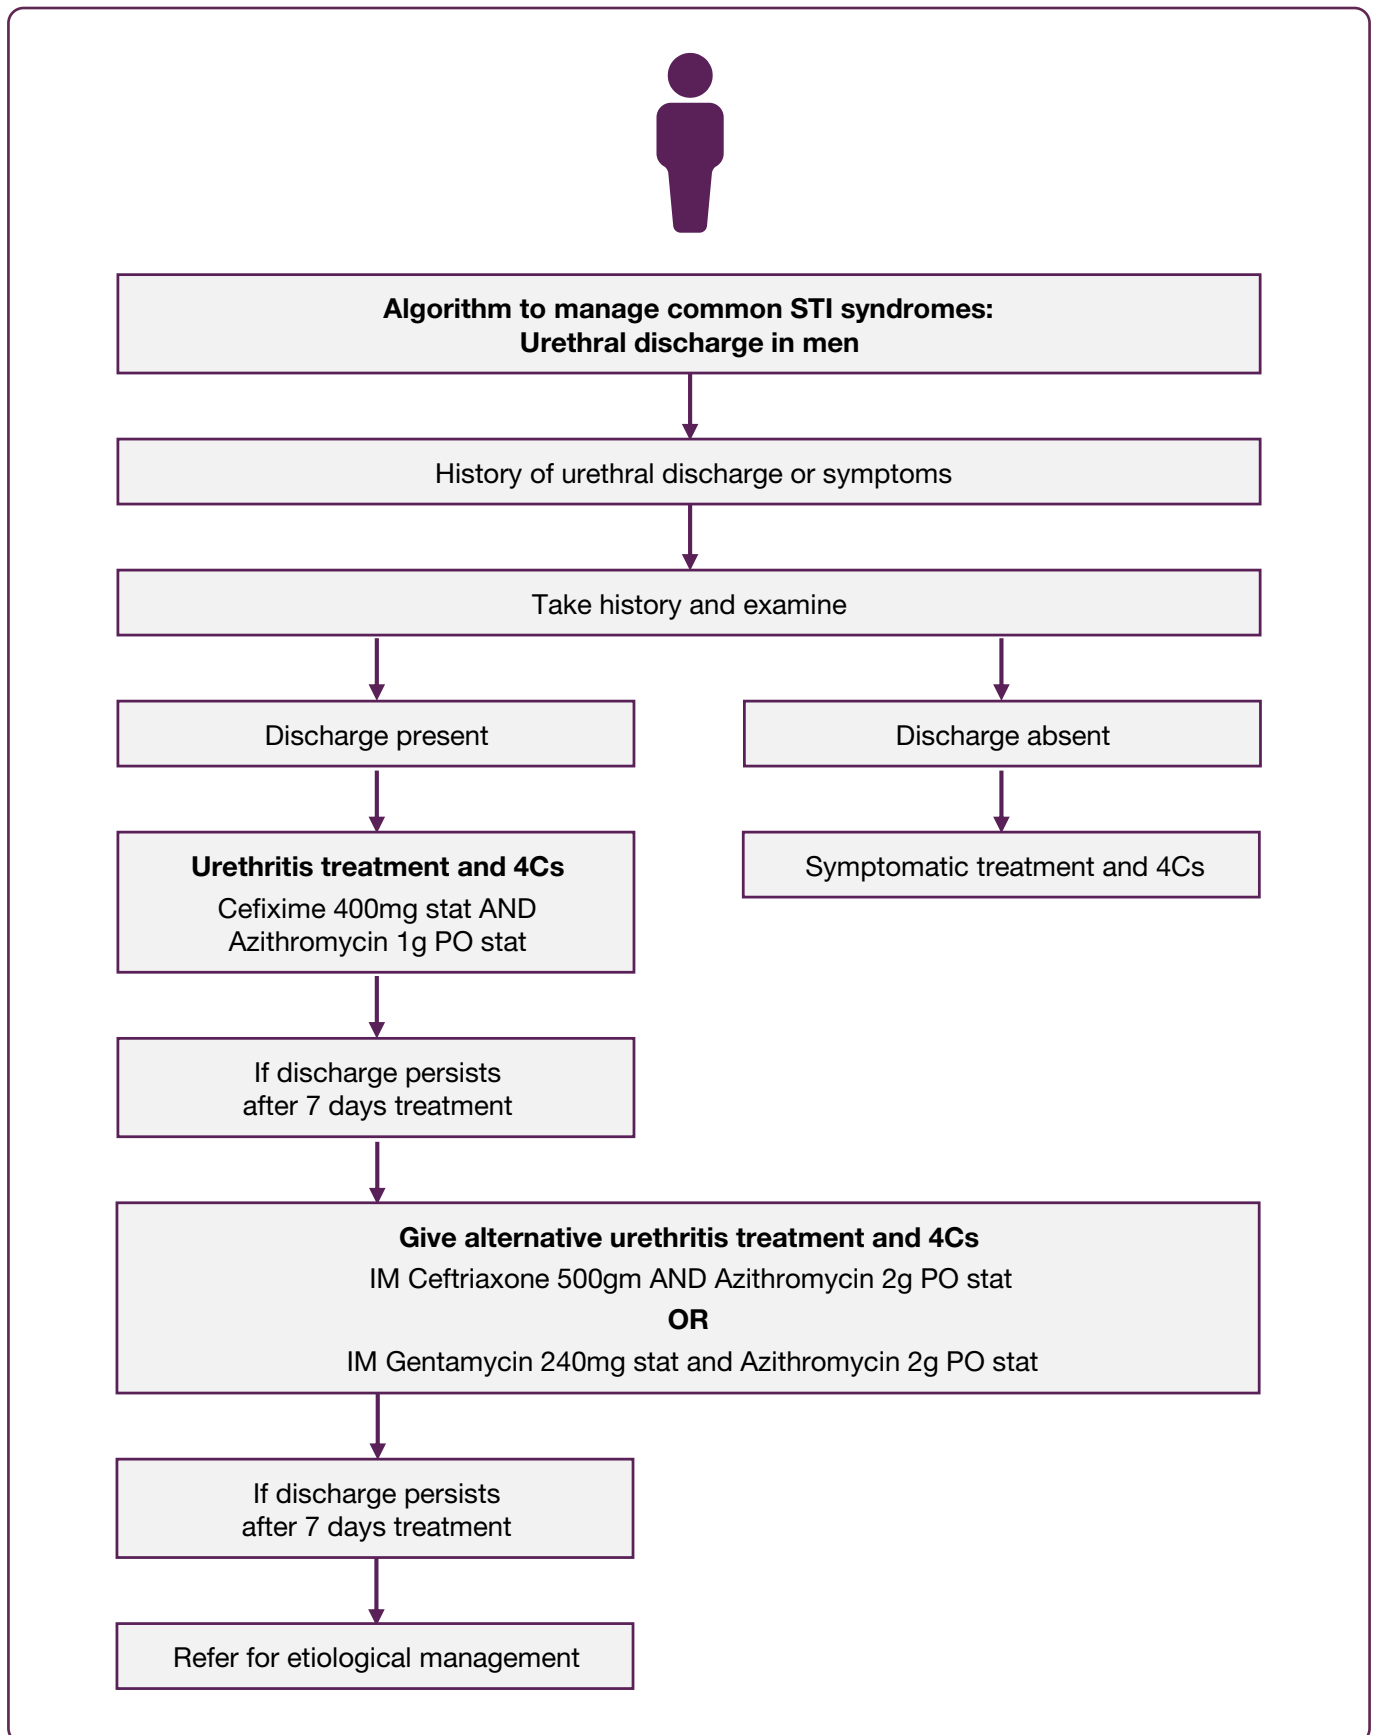 Algorithm to manage common STI syndromes:
Urethral discharge in men
History of urethral discharge or symptoms
Take history and examine
Discharge present
Discharge absent
Urethritis treatment and 4Cs
Cefixime 400mg stat AND
Azithromycin 1g PO stat
Symptomatic treatment and 4Cs
If discharge persists
after 7 days treatment
Give alternative urethritis treatment and 4Cs
IM Ceftriaxone 500gm AND Azithromycin 2g PO stat
OR
IM Gentamycin 240mg stat and Azithromycin 2g PO stat
If discharge persists
after 7 days treatment
Refer for etiological management